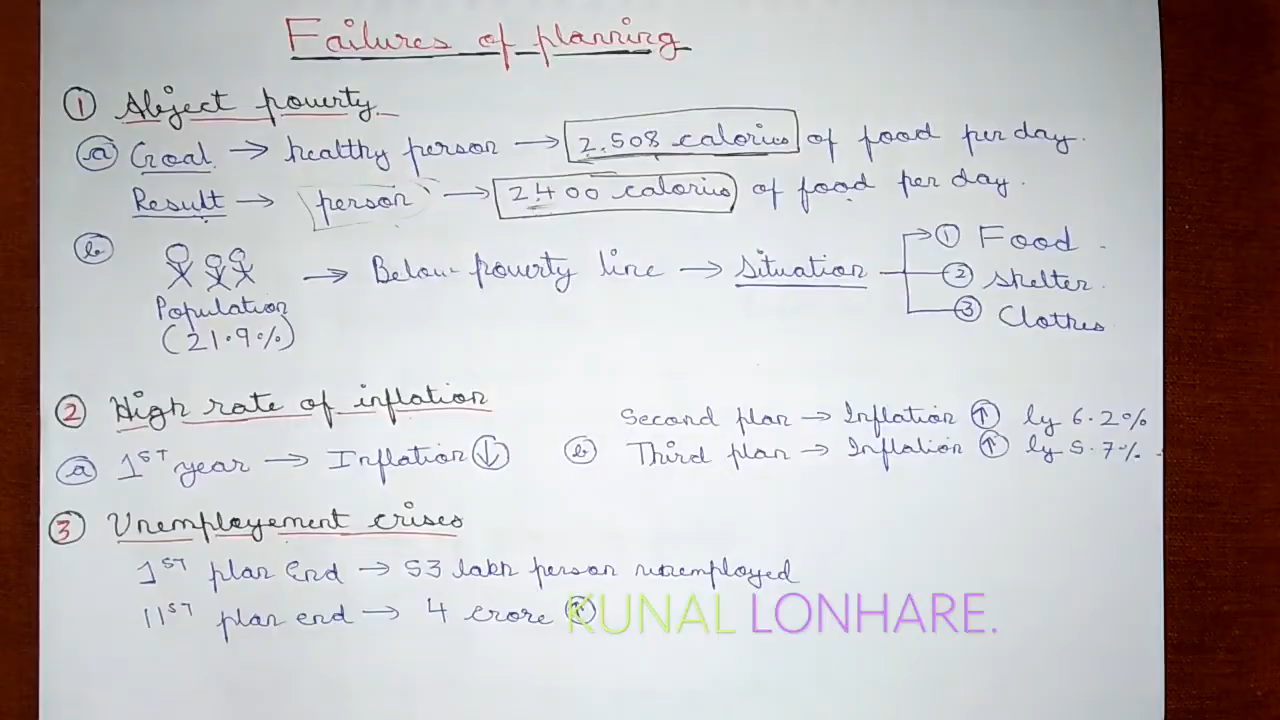 Failures of planning
① Abject poverty
ⓐ Goal → healthy person → 2.508 calories of food per day.
Result → person → 2.400 calories of food per day.
ⓑ Population (21.9%) → Below poverty line → Situation
① Food
② Shelter
③ Clothes
② High rate of inflation
ⓐ 1ST year → Inflation ↓
ⓑ Second plan → Inflation ↑ by 6.2%
Third plan → Inflation ↑ by 5.7%
③ Unemployement crises
1ST plan End → 53 lakh person unemployed
11ST plan end → 4 crore ↑
KUNAL LONHARE.